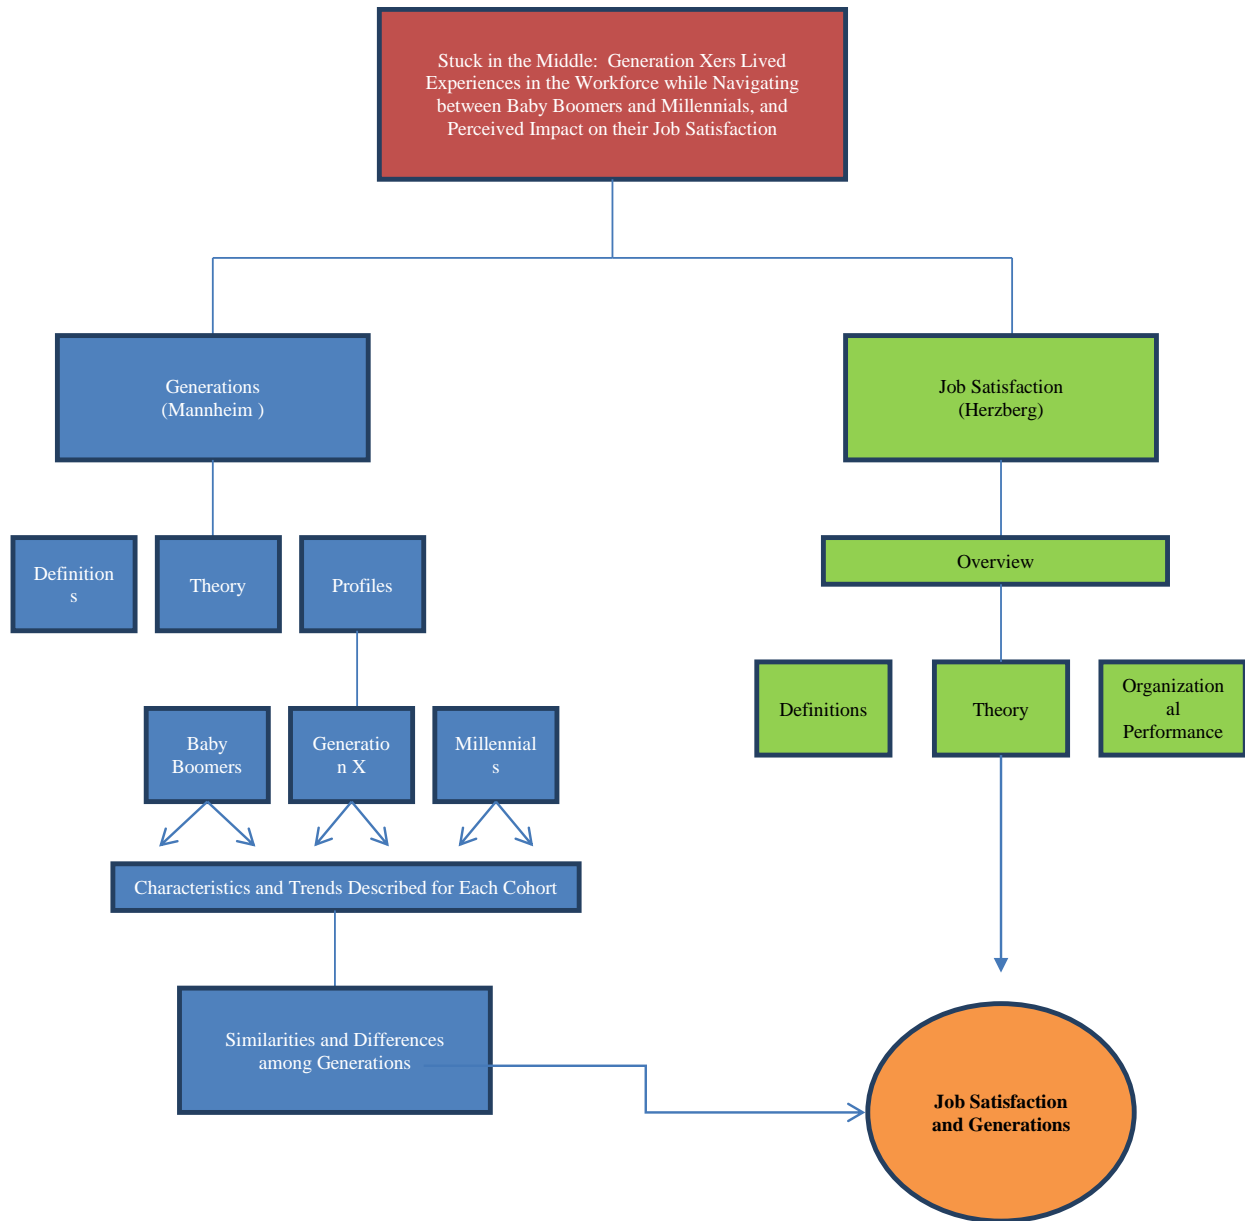 Stuck in the Middle:  Generation Xers Lived
Experiences in the Workforce while Navigating
between Baby Boomers and Millennials, and
Perceived Impact on their Job Satisfaction
Generations
(Mannheim )
Job Satisfaction
(Herzberg)
Definition
s
Theory
Profiles
Overview
Definitions
Theory
Organization
al
Performance
Baby
Boomers
Generatio
n X
Millennial
s
Characteristics and Trends Described for Each Cohort
Similarities and Differences
among Generations
Job Satisfaction
and Generations